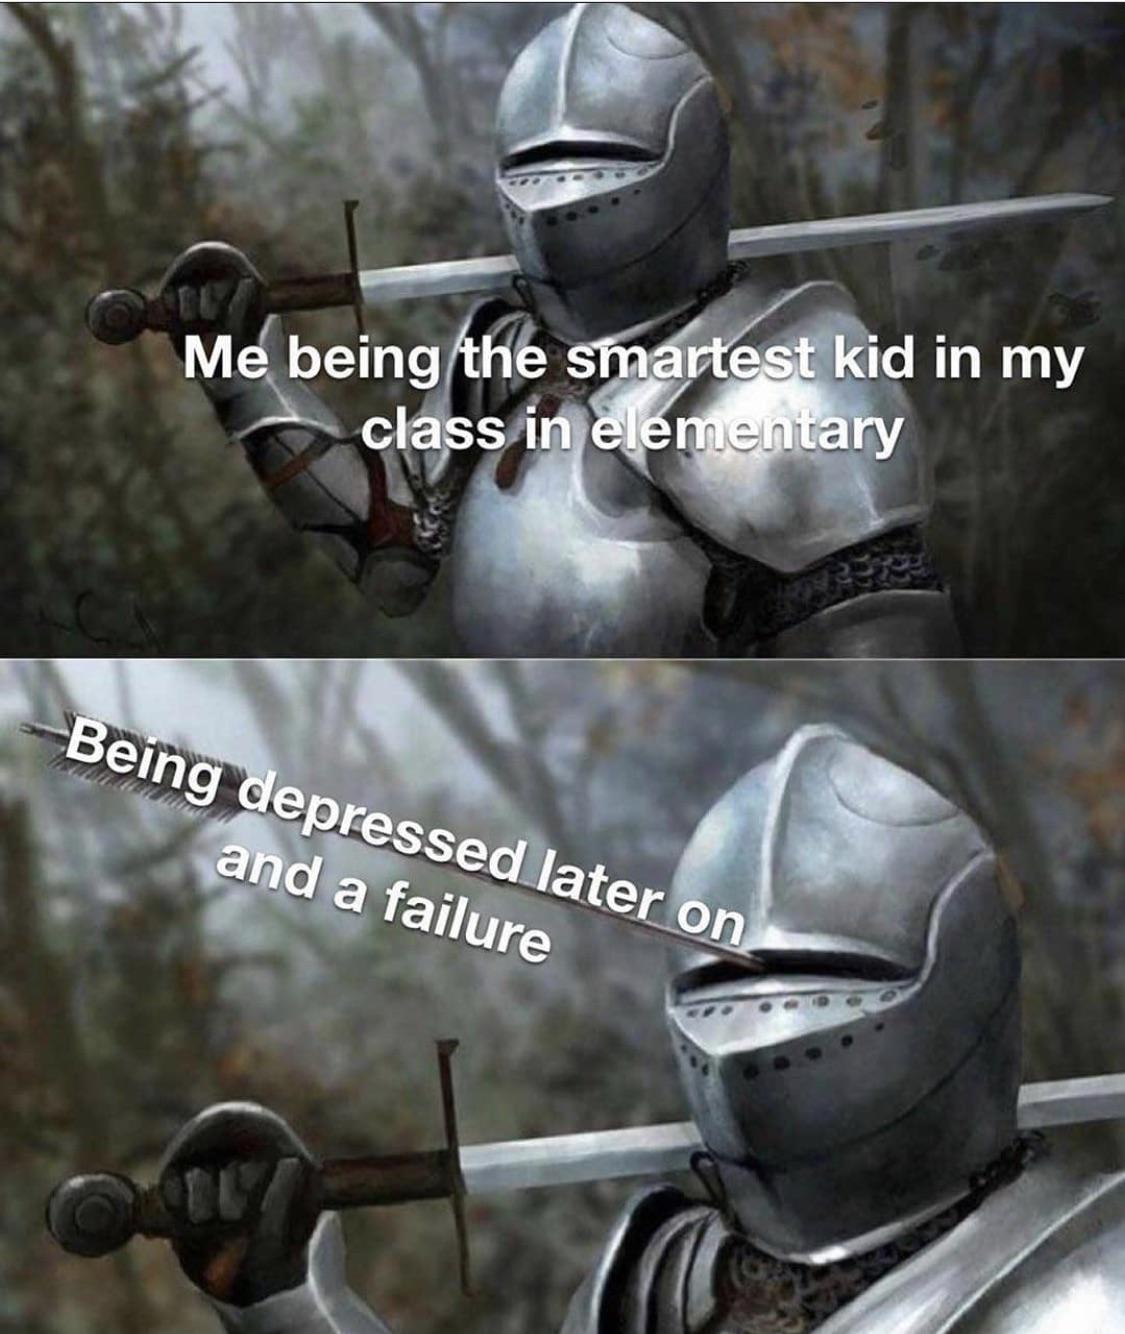 Me being the smartest kid in my
class in elementary
Being depressed later on
and a failure